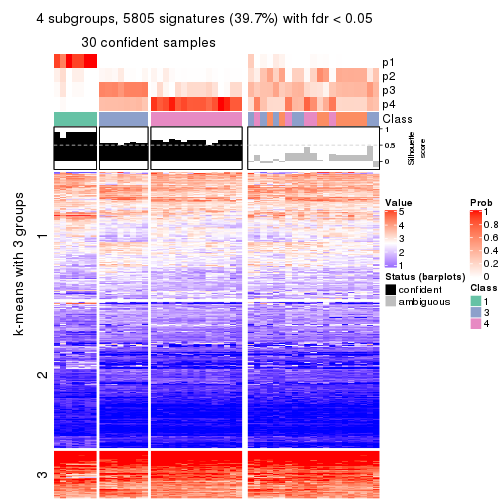 4 subgroups, 5805 signatures (39.7%) with fdr < 0.05
30 confident samples
p1
p2
p3
p4
Class
1
0.5
0
Silhouette
score
k-means with 3 groups
1
2
3
Value
5
4
3
2
1
Status (barplots)
confident
ambiguous
Prob
1
0.8
0.6
0.4
0.2
0
Class
1
3
4